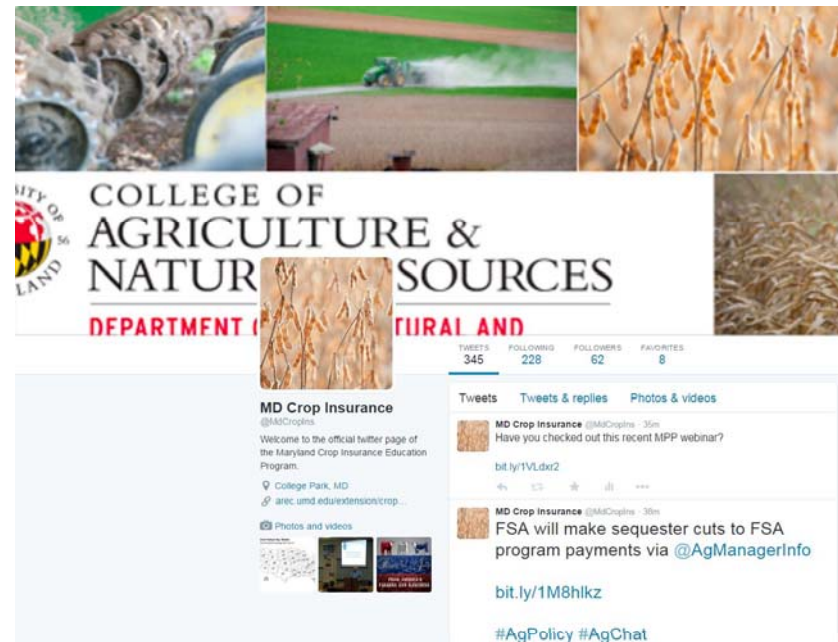 COLLEGE OF
AGRICULTURE &
NATUR SOURCES
DEPARTMENT TURAL AND
56
TWEETS FOLLOWING FOLLOWERS FAVORITES
345 228 62 8
MD Crop Insurance
@MdCropIns
Welcome to the official twitter page of
the Maryland Crop Insurance Education
Program.
College Park, MD
arec.umd.edu/extension/crop...
Photos and videos
Tweets Tweets & replies Photos & videos
MD Crop Insurance @MdCropIns · 35m
Have you checked out this recent MPP webinar?
bit.ly/1VLdxr2
MD Crop Insurance @MdCropIns · 36m
FSA will make sequester cuts to FSA
program payments via @AgManagerInfo
bit.ly/1M8hlkz
#AgPolicy #AgChat